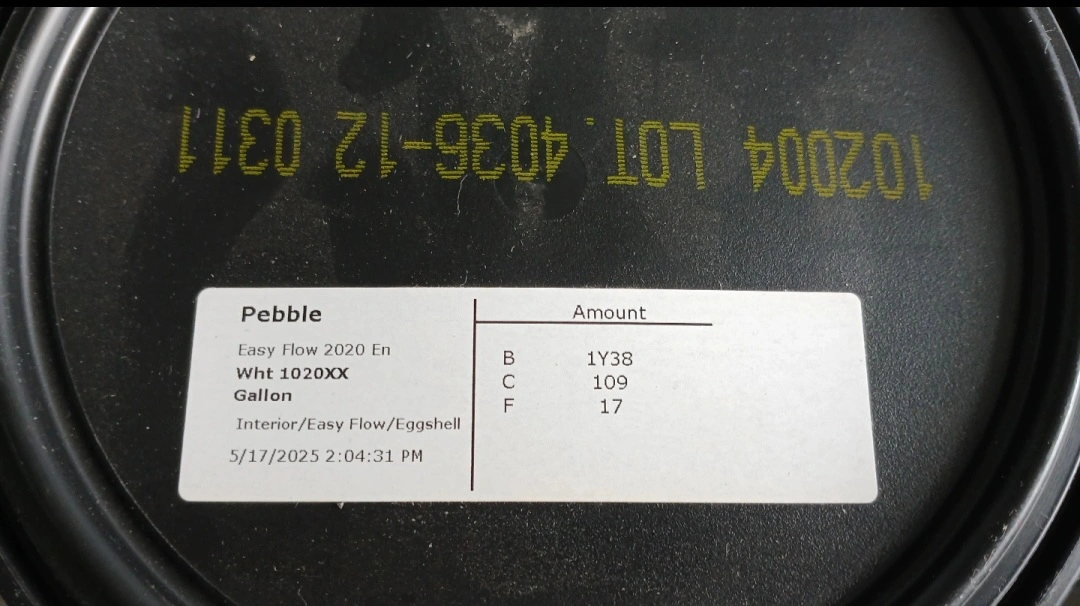 102004 LOT. 4036-12 0311
Pebble
Easy Flow 2020 En
Wht 1020XX
Gallon
Interior/Easy Flow/Eggshell
5/17/2025 2:04:31 PM
Amount
B 1Y38
C 109
F 17